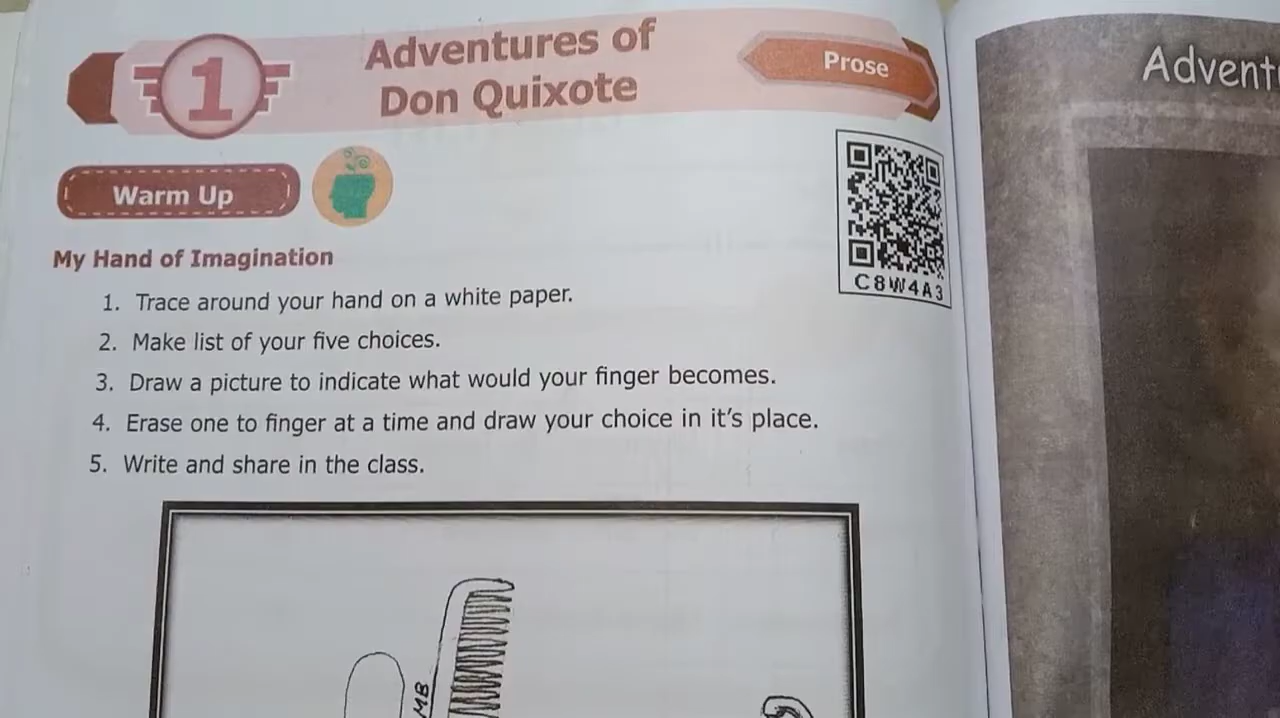 1
Adventures of
Don Quixote
Prose
Warm Up
C8W4A3
My Hand of Imagination
1. Trace around your hand on a white paper.
2. Make list of your five choices.
3. Draw a picture to indicate what would your finger becomes.
4. Erase one to finger at a time and draw your choice in it's place.
5. Write and share in the class.
MB
Advent